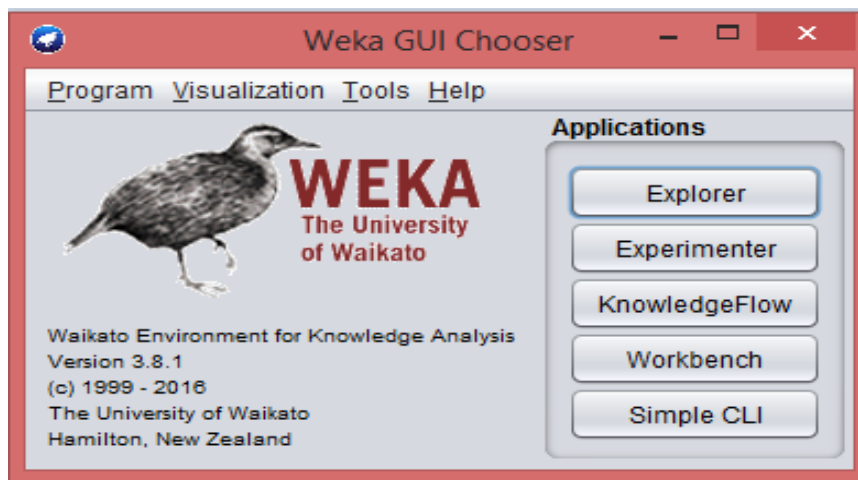 Weka GUI Chooser
Program Visualization Tools Help
WEKA
The University
of Waikato
Waikato Environment for Knowledge Analysis
Version 3.8.1
(c) 1999 - 2016
The University of Waikato
Hamilton, New Zealand
Applications
Explorer
Experimenter
KnowledgeFlow
Workbench
Simple CLI